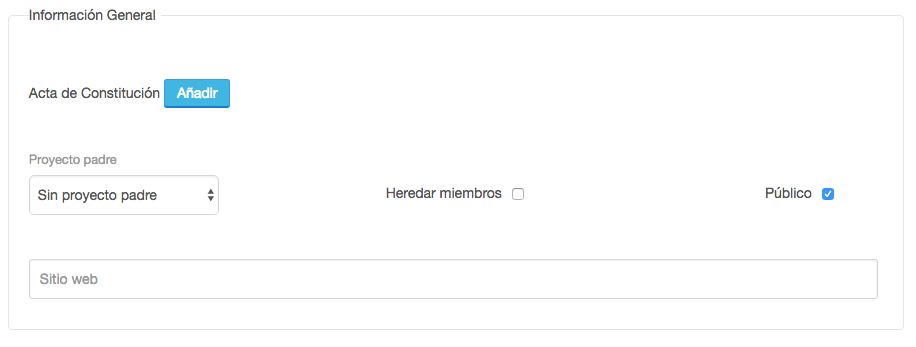 Información General
Acta de Constitución Añadir
Proyecto padre
Sin proyecto padre Heredar miembros Público
Sitio web